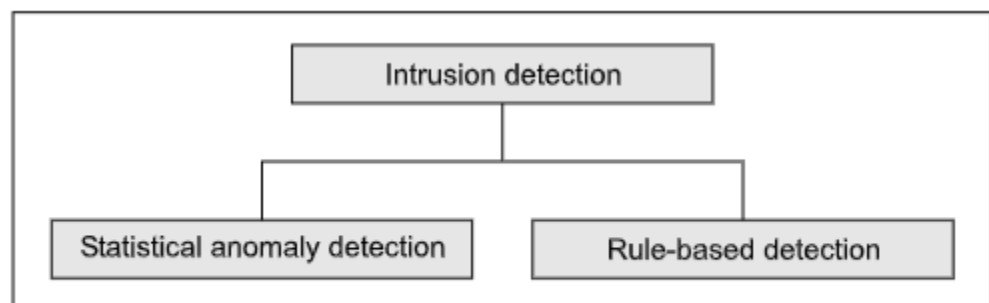 Intrusion detection
Statistical anomaly detection
Rule-based detection